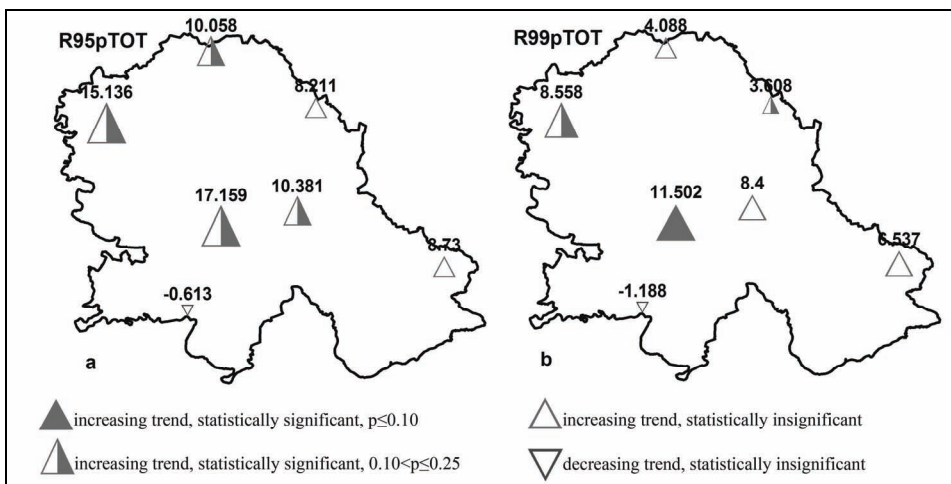 R95pTOT
10.058
15.136
8.211
17.159
10.381
8.73
-0.613
a
R99pTOT
4.088
8.558
3.608
11.502
8.4
6.537
-1.188
b
increasing trend, statistically significant, p≤0.10
increasing trend, statistically significant, 0.10<p≤0.25
increasing trend, statistically insignificant
decreasing trend, statistically insignificant